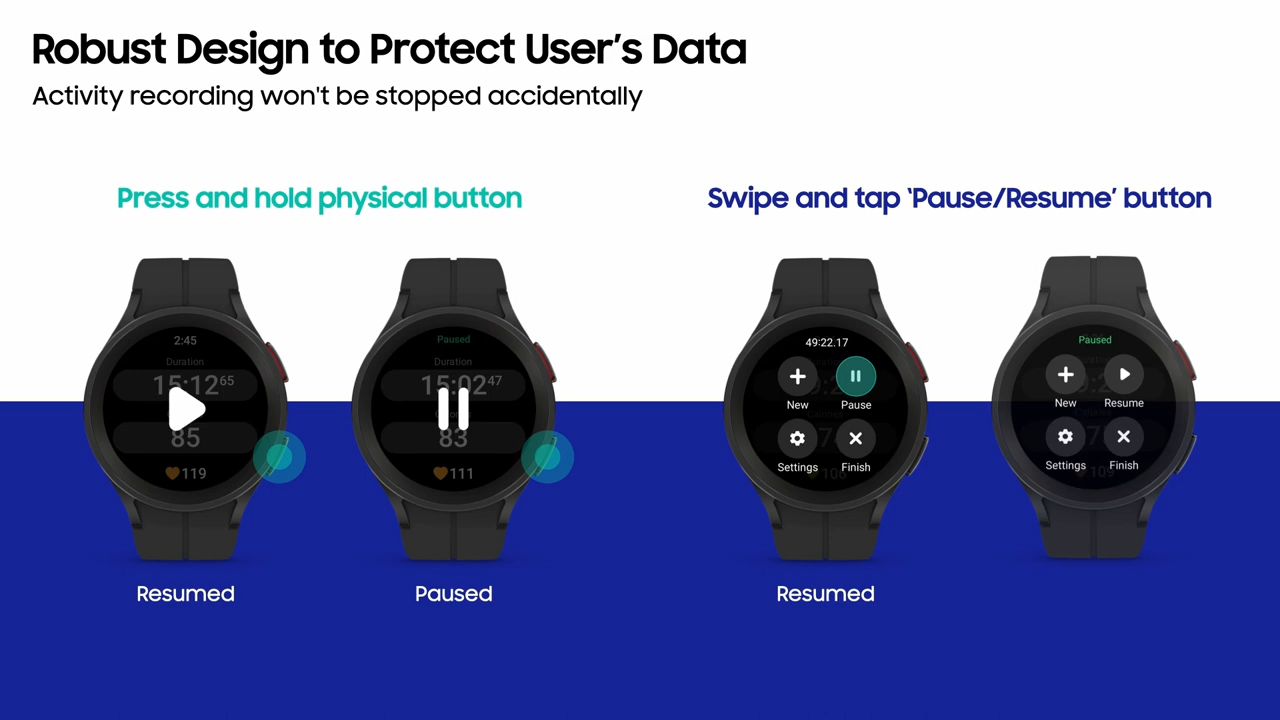 Robust Design to Protect User's Data
Activity recording won't be stopped accidentally
Press and hold physical button
Swipe and tap ‘Pause/Resume’ button
2:45
Duration
15:12 65
85
119
Resumed
Paused
Duration
15:02 47
83
111
Paused
49:22.17
New
Pause
Settings
Finish
Resumed
Paused
New
Resume
Settings
Finish